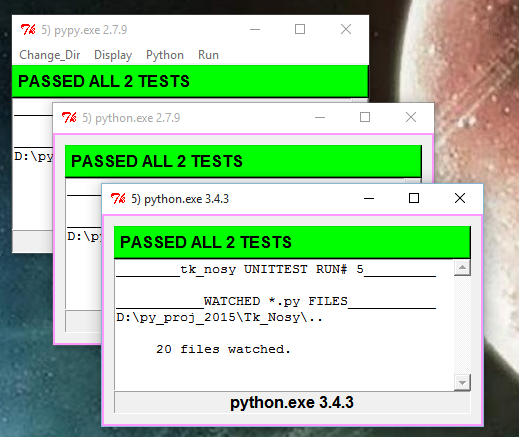 5) pypy.exe 2.7.9
Change_Dir Display Python Run
PASSED ALL 2 TESTS
D:\py
5) python.exe 2.7.9
PASSED ALL 2 TESTS
D:\p
5) python.exe 3.4.3
PASSED ALL 2 TESTS
________tk_nosy UNITTEST RUN# 5_________
___________WATCHED *.py FILES___________
D:\py_proj_2015\Tk_Nosy\..
20 files watched.
python.exe 3.4.3